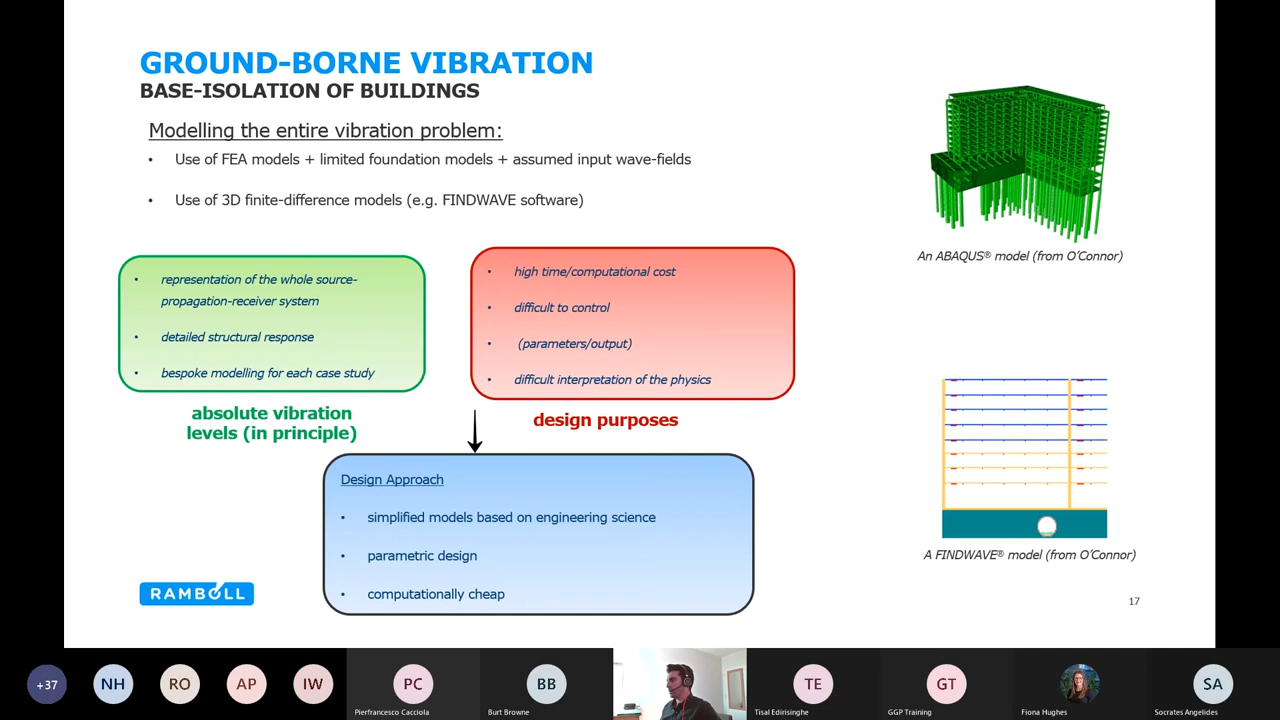 GROUND-BORNE VIBRATION
BASE-ISOLATION OF BUILDINGS
Modelling the entire vibration problem:
• Use of FEA models + limited foundation models + assumed input wave-fields
• Use of 3D finite-difference models (e.g. FINDWAVE software)
An ABAQUS® model (from O'Connor)
• representation of the whole source-
propagation-receiver system
• detailed structural response
• bespoke modelling for each case study
• high time/computational cost
• difficult to control
• (parameters/output)
• difficult interpretation of the physics
absolute vibration
levels (in principle)
design purposes
Design Approach
• simplified models based on engineering science
• parametric design
• computationally cheap
A FINDWAVE® model (from O'Connor)
RAMBOLL
17
+37
NH
RO
AP
IW
PC
Pierfrancesco Cacciola
BB
Burt Browne
TE
Tisal Edirisinghe
GT
GGP Training
Fiona Hughes
SA
Socrates Angelides